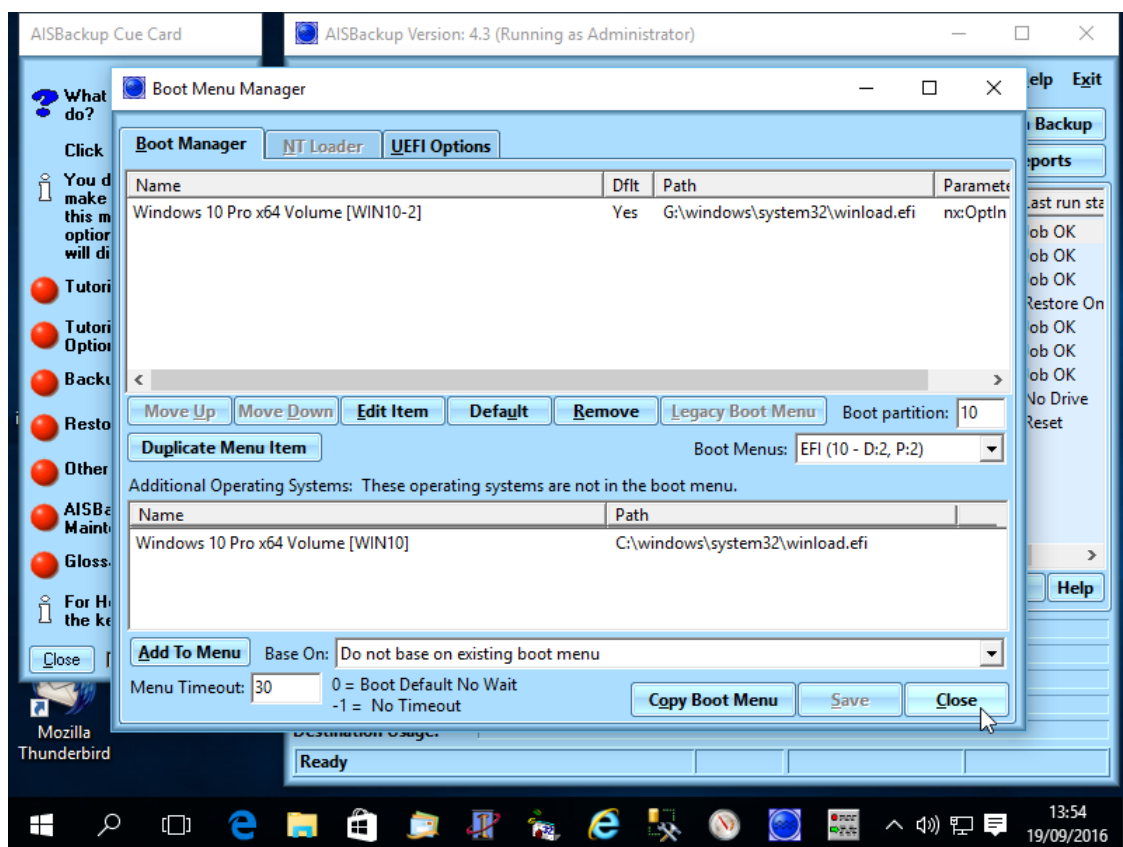 AISBackup Cue Card
AISBackup Version: 4.3 (Running as Administrator)
elp Exit
What
do?
Click
You d
make
this m
option
will di
Tutori
Tutori
Option
Backu
Resto
Other
AISBa
Mainte
Gloss
For He
the ke
Close
Backup
eports
Last run sta
ob OK
ob OK
ob OK
Restore On
ob OK
ob OK
ob OK
No Drive
Reset
Help
Boot Menu Manager
Boot Manager NT Loader UEFI Options
Name Dflt Path Paramete
Windows 10 Pro x64 Volume [WIN10-2] Yes G:\windows\system32\winload.efi nx:OptIn
Move Up Move Down Edit Item Default Remove Legacy Boot Menu Boot partition: 10
Duplicate Menu Item Boot Menus: EFI (10 - D:2, P:2)
Additional Operating Systems: These operating systems are not in the boot menu.
Name Path
Windows 10 Pro x64 Volume [WIN10] C:\windows\system32\winload.efi
Add To Menu Base On: Do not base on existing boot menu
Menu Timeout: 30 0 = Boot Default No Wait
-1 = No Timeout
Copy Boot Menu Save Close
Destination Usage:
Ready
Mozilla
Thunderbird
13:54
19/09/2016